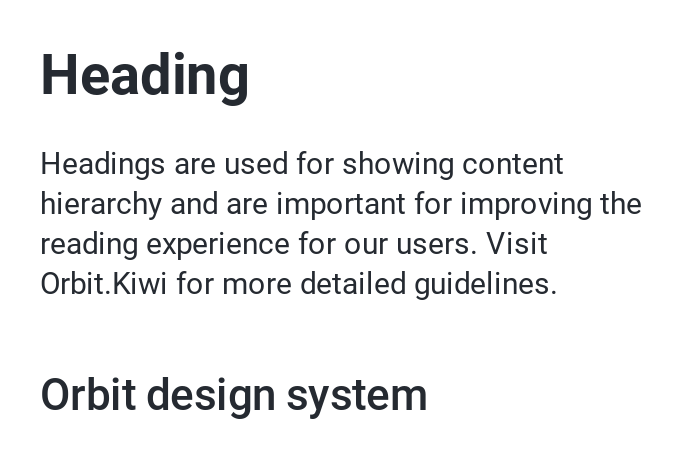 Heading
Headings are used for showing content
hierarchy and are important for improving the
reading experience for our users. Visit
Orbit.Kiwi for more detailed guidelines.
Orbit design system